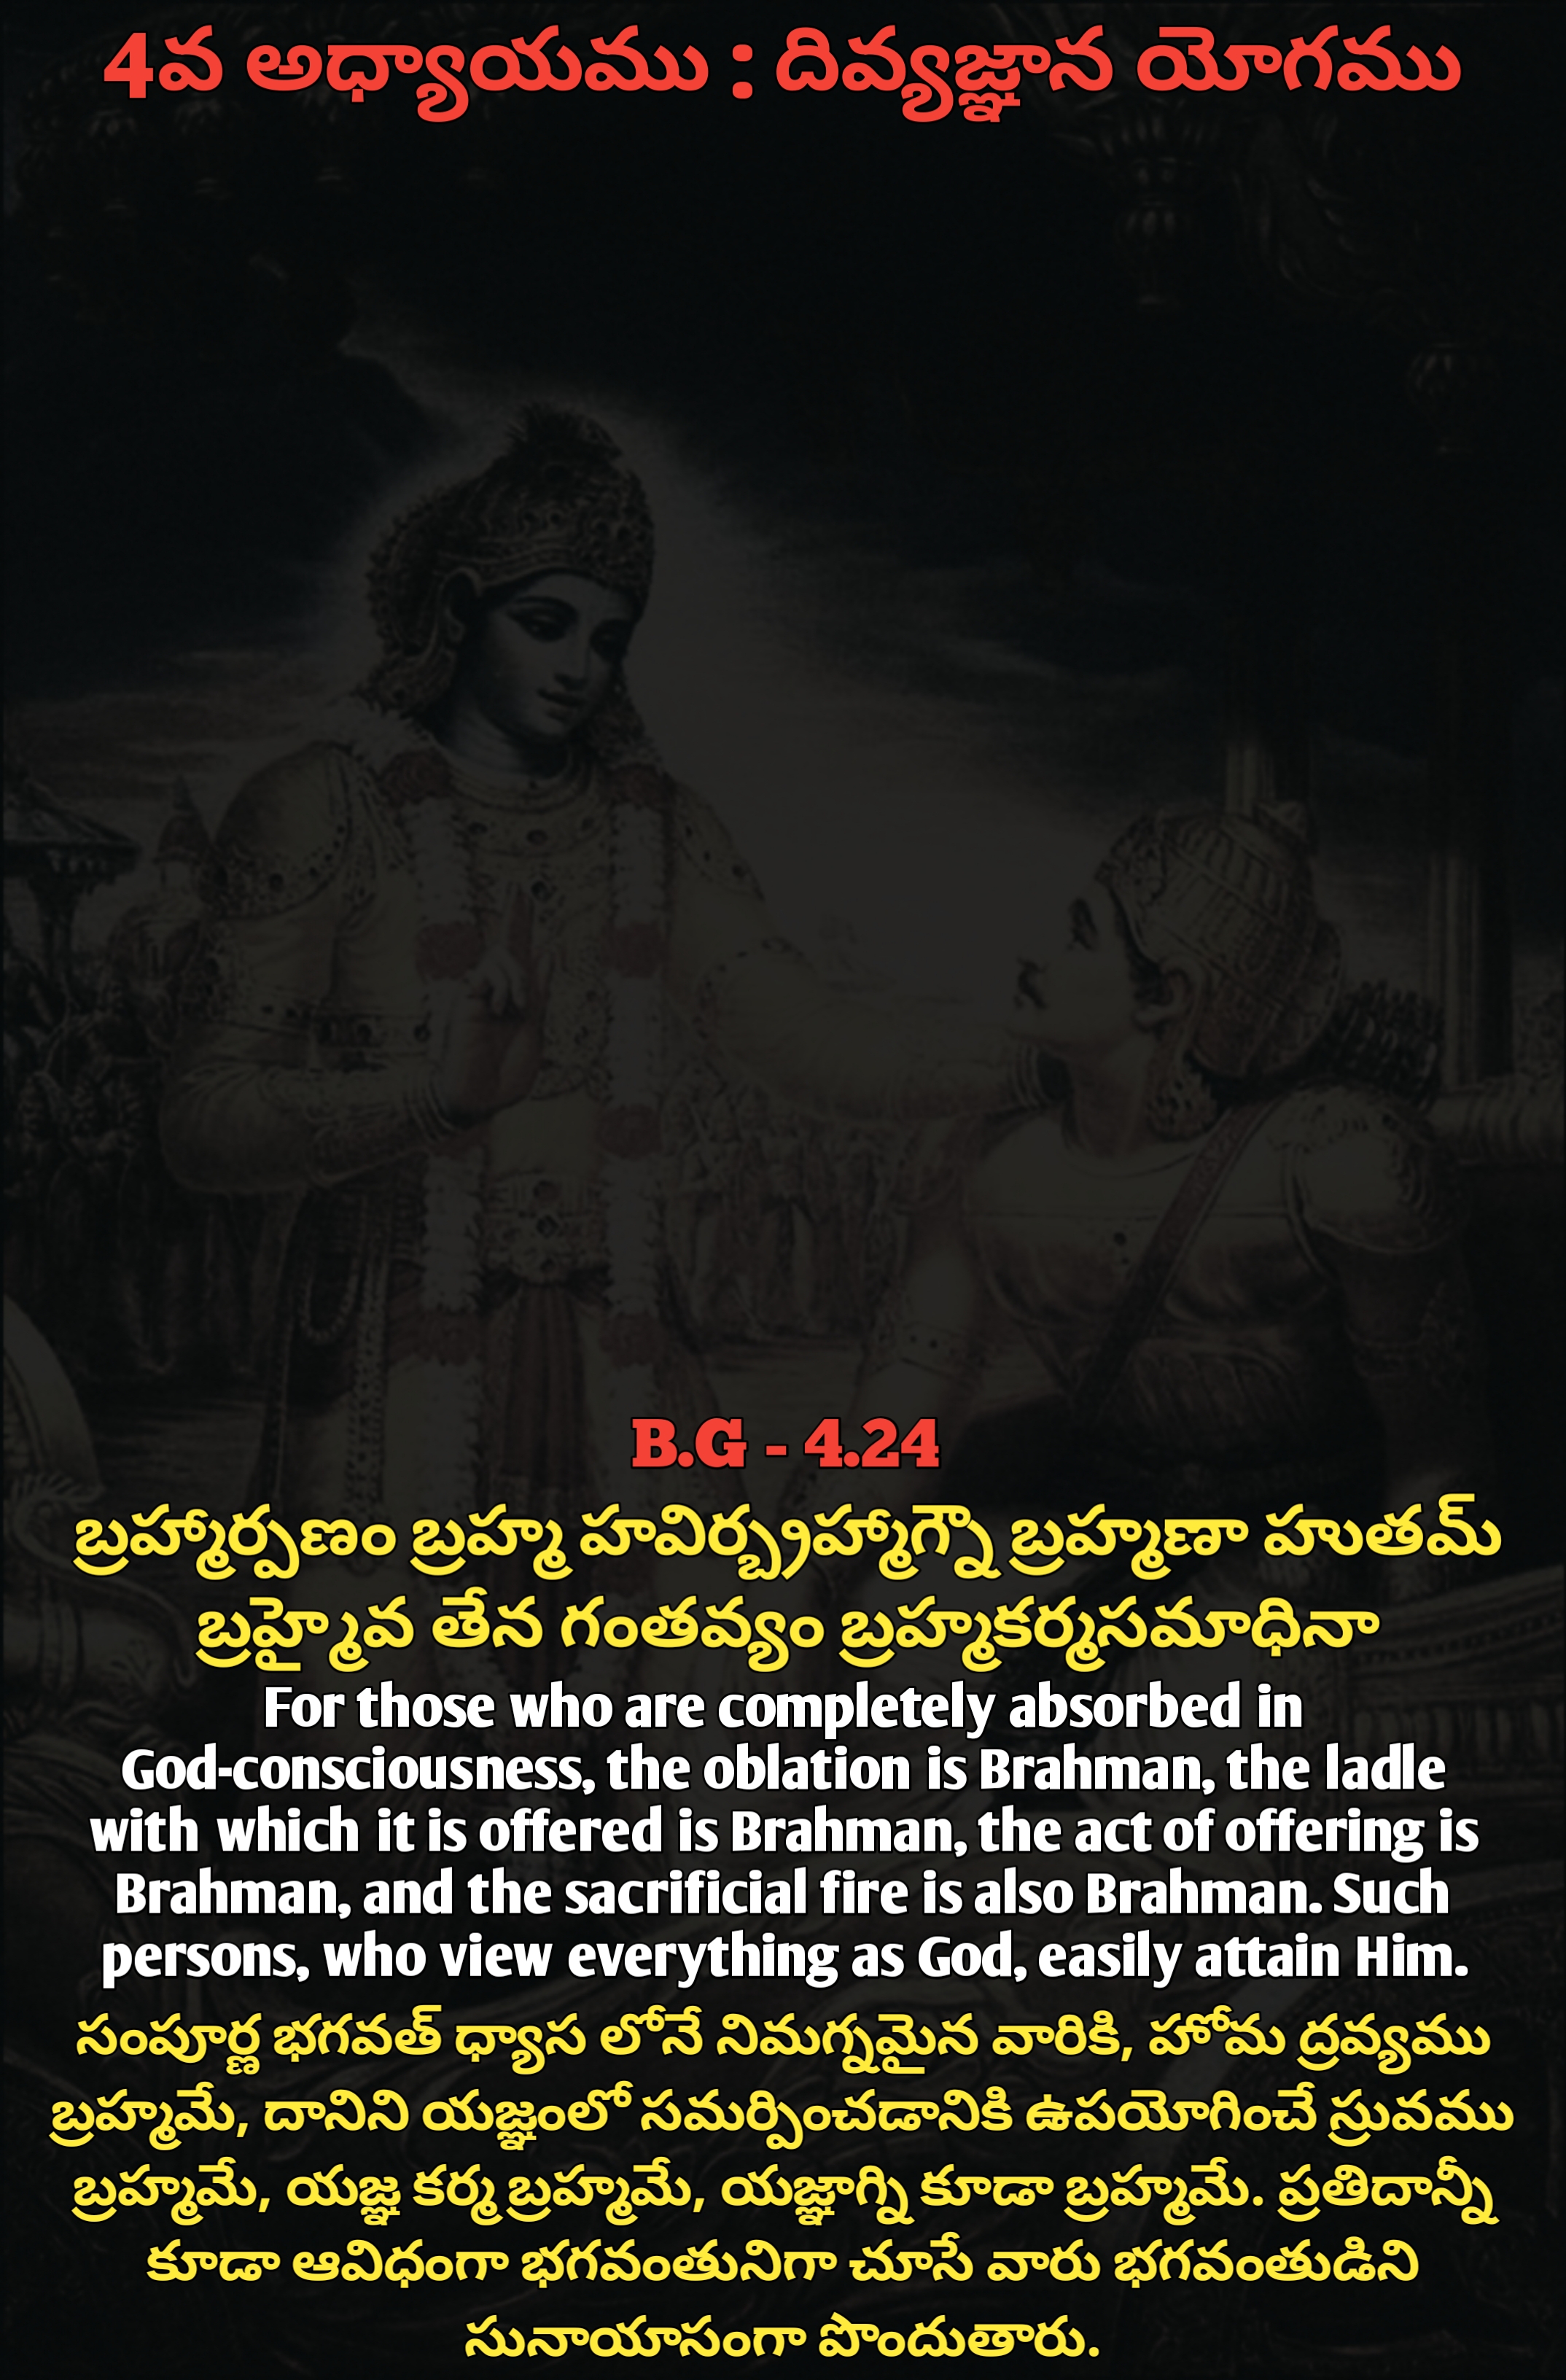 4వ అధ్యాయము : దివ్యజ్ఞాన యోగము
B.G - 4.24
బ్రహ్మార్పణం బ్రహ్మ హవిర్బ్రహ్మాగ్నౌ బ్రహ్మణా హుతమ్
బ్రహ్మైవ తేన గంతవ్యం బ్రహ్మకర్మసమాధినా
For those who are completely absorbed in
God-consciousness, the oblation is Brahman, the ladle
with which it is offered is Brahman, the act of offering is
Brahman, and the sacrificial fire is also Brahman. Such
persons, who view everything as God, easily attain Him.
సంపూర్ణ భగవత్ ధ్యాస లోనే నిమగ్నమైన వారికి, హోమ ద్రవ్యము
బ్రహ్మమే, దానిని యజ్ఞంలో సమర్పించడానికి ఉపయోగించే స్రువము
బ్రహ్మమే, యజ్ఞ కర్మ బ్రహ్మమే, యజ్ఞాగ్ని కూడా బ్రహ్మమే. ప్రతిదాన్నీ
కూడా ఆవిధంగా భగవంతునిగా చూసే వారు భగవంతుడిని
సునాయాసంగా పొందుతారు.